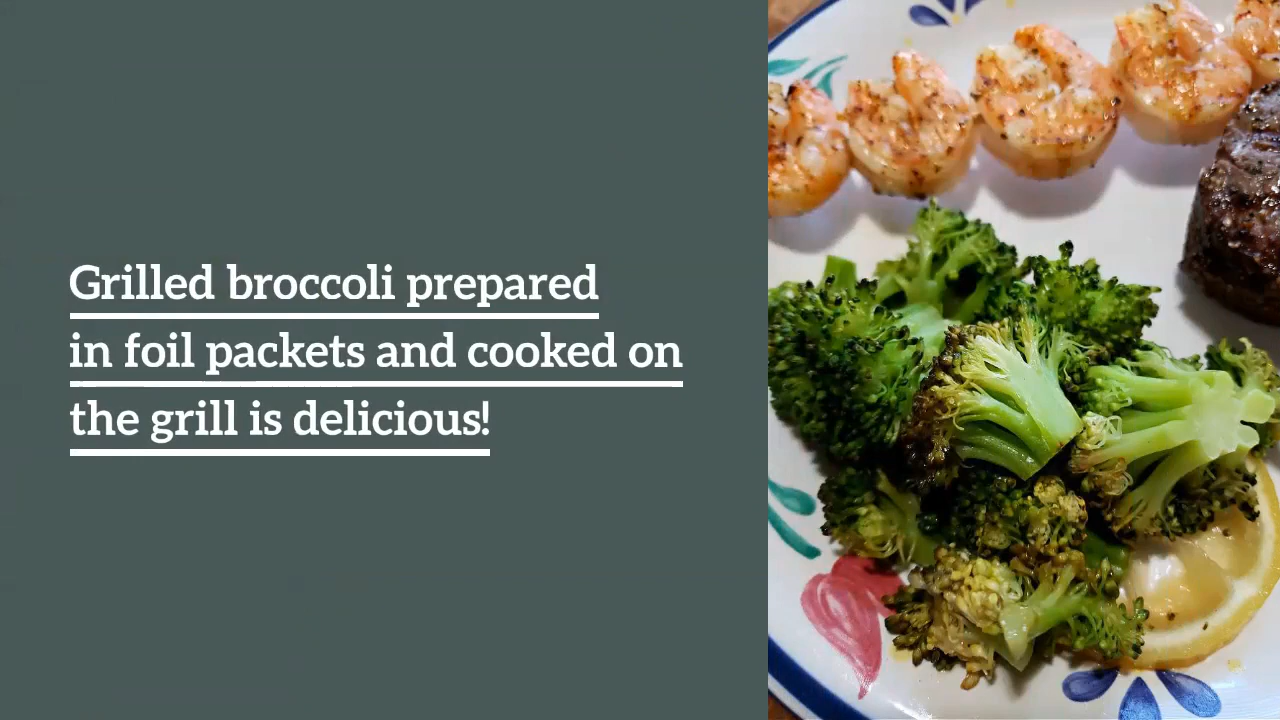 Grilled broccoli prepared
in foil packets and cooked on
the grill is delicious!